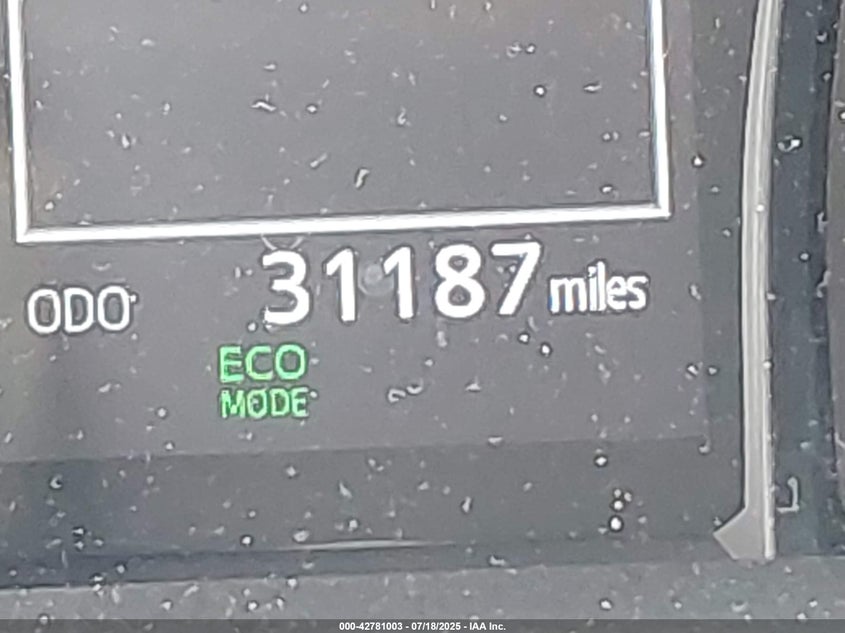 ODO 31187 miles
ECO
MODE
000-42781003 - 07/18/2025 - IAA Inc.